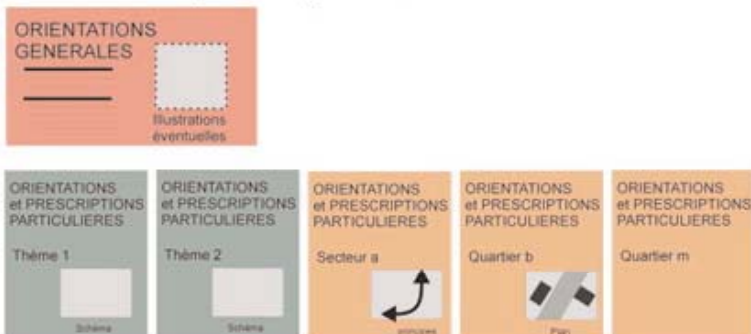 ORIENTATIONS
GENERALES
Illustrations
éventuelles
ORIENTATIONS
et PRESCRIPTIONS
PARTICULIERES
Thème 1
Schéma
ORIENTATIONS
et PRESCRIPTIONS
PARTICULIERES
Thème 2
Schéma
ORIENTATIONS
et PRESCRIPTIONS
PARTICULIERES
Secteur a
principes
ORIENTATIONS
et PRESCRIPTIONS
PARTICULIERES
Quartier b
Plan
ORIENTATIONS
et PRESCRIPTIONS
PARTICULIERES
Quartier m